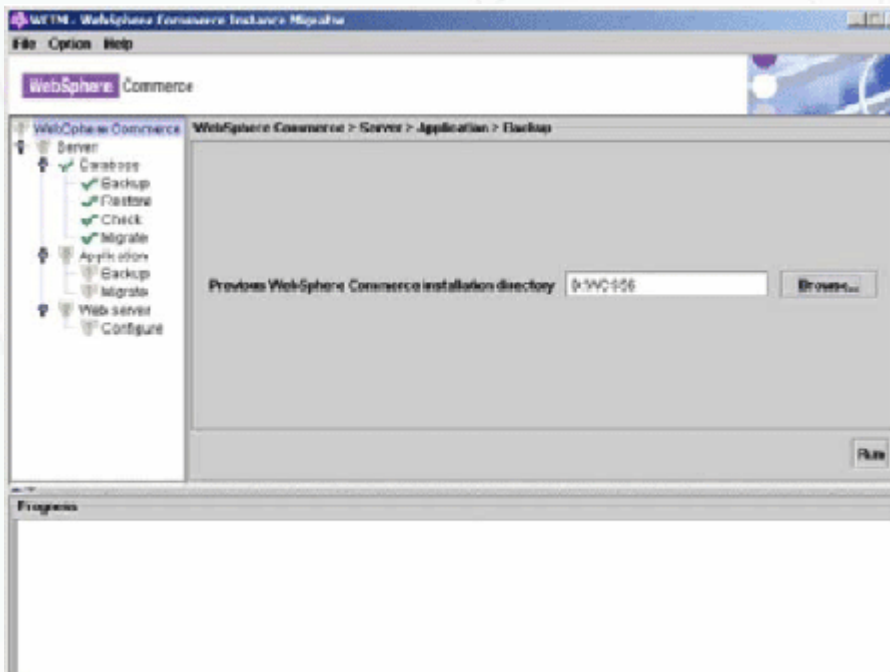 WCIM - WebSphere Commerce Instance Migrator
File Option Help
WebSphere Commerce
WebSphere Commerce
WebSphere Commerce > Server > Application > Backup
Server
Database
Backup
Restore
Check
Migrate
Application
Backup
Migrate
Web server
Configure
Previous WebSphere Commerce installation directory
Browse...
Run
Progress